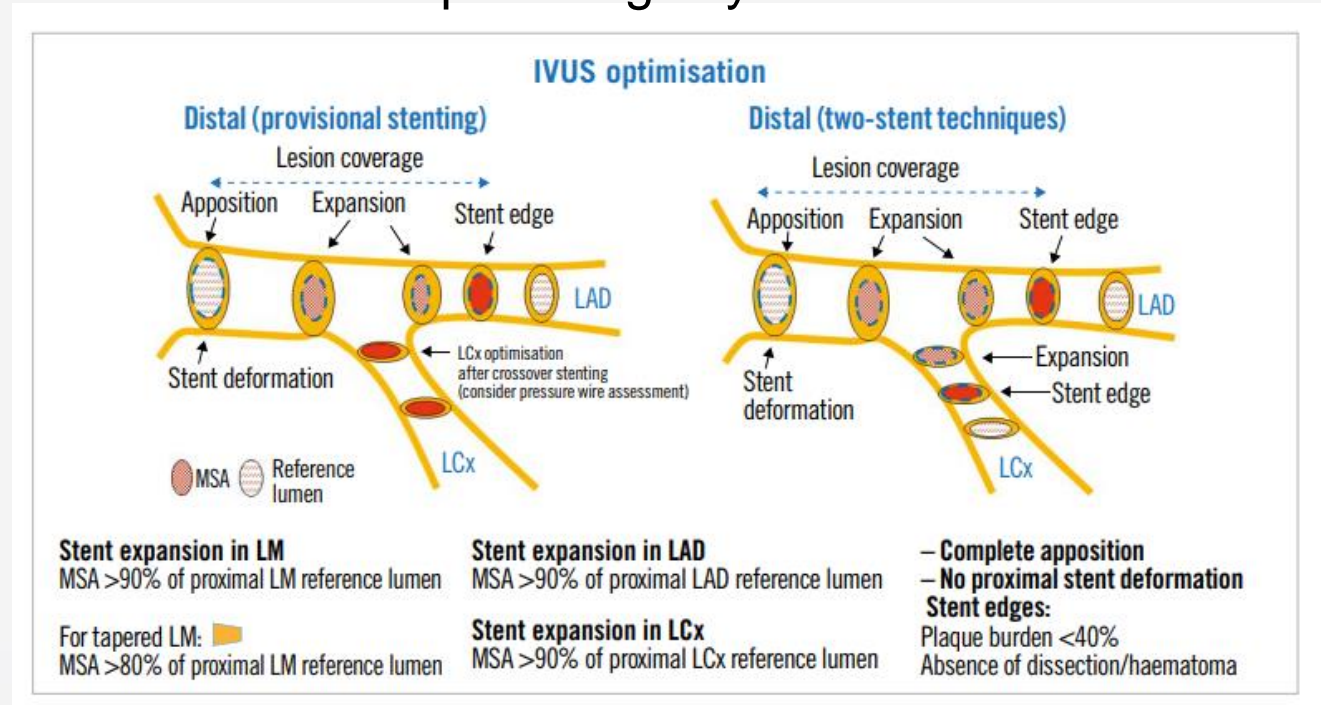 IVUS optimisation
Distal (provisional stenting)
Lesion coverage
Apposition
Expansion
Stent edge
LAD
Stent deformation
LCx optimisation
after crossover stenting
(consider pressure wire assessment)
LCx
MSA
Reference
lumen
Distal (two-stent techniques)
Lesion coverage
Apposition
Expansion
Stent edge
LAD
Expansion
Stent edge
Stent
deformation
LCx
Stent expansion in LM
MSA >90% of proximal LM reference lumen
For tapered LM:
MSA >80% of proximal LM reference lumen
Stent expansion in LAD
MSA >90% of proximal LAD reference lumen
Stent expansion in LCx
MSA >90% of proximal LCx reference lumen
– Complete apposition
– No proximal stent deformation
Stent edges:
Plaque burden <40%
Absence of dissection/haematoma